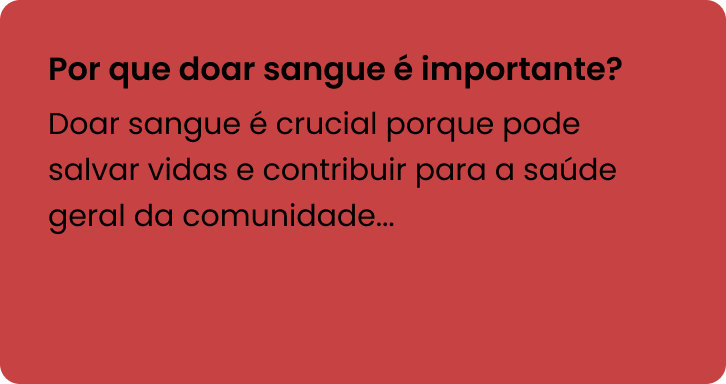 Por que doar sangue é importante?
Doar sangue é crucial porque pode
salvar vidas e contribuir para a saúde
geral da comunidade...